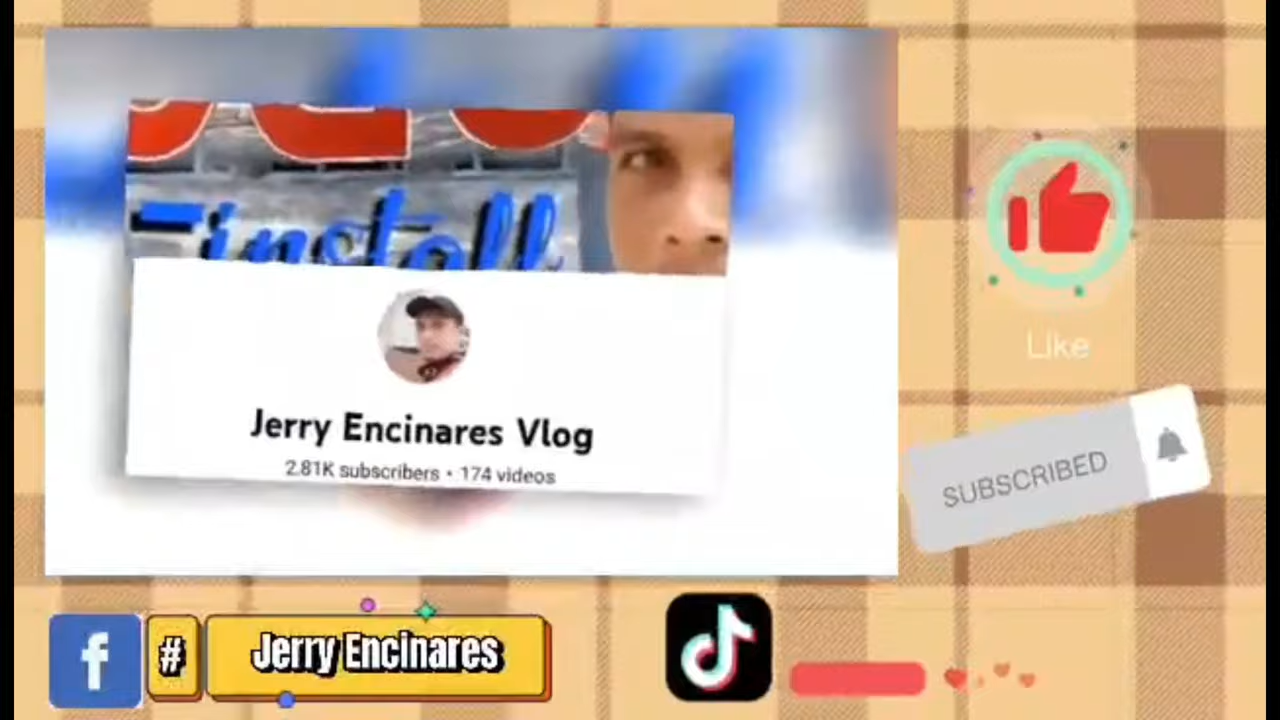 install
Jerry Encinares Vlog
2.81K subscribers • 174 videos
Like
SUBSCRIBED
# Jerry Encinares